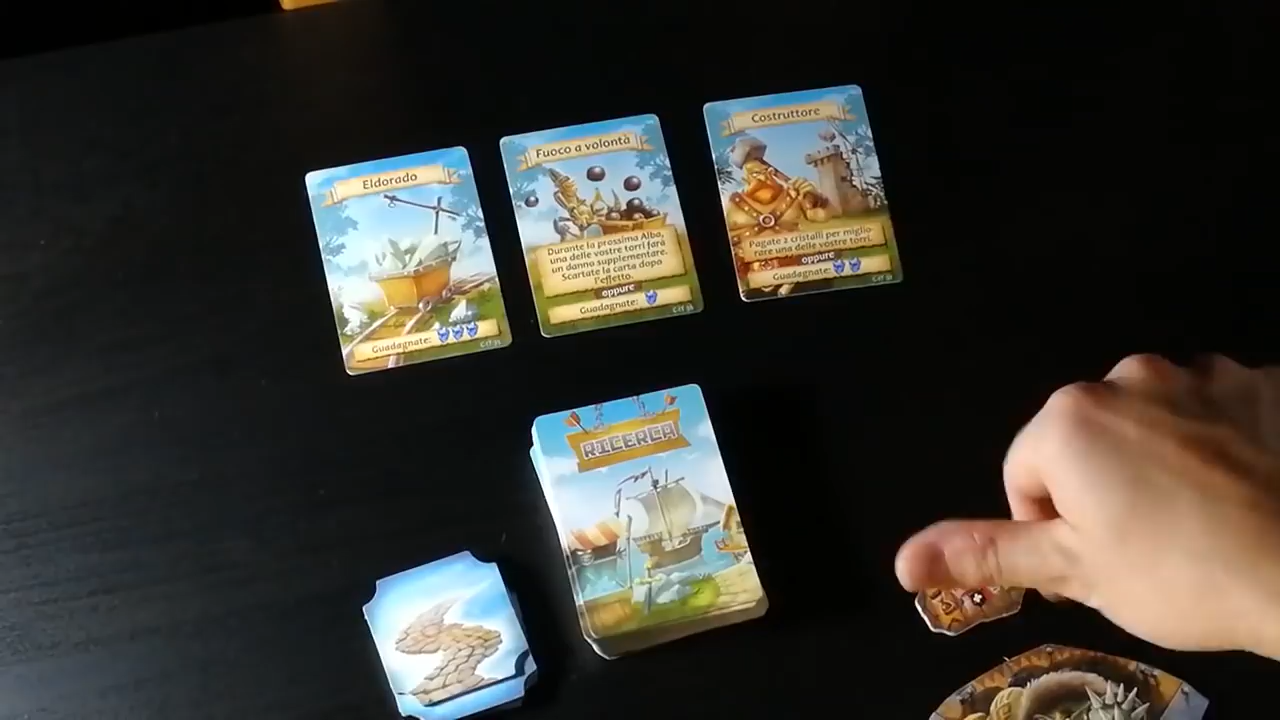 Eldorado
Guadagnate:
Fuoco a volontà
Durante la prossima Alba,
una delle vostre torri farà
un danno supplementare.
Scartate la carta dopo
l'effetto.
oppure
Guadagnate:
Costruttore
Pagate 2 cristalli per miglio-
rare una delle vostre torri.
oppure
Guadagnate:
RICERCA